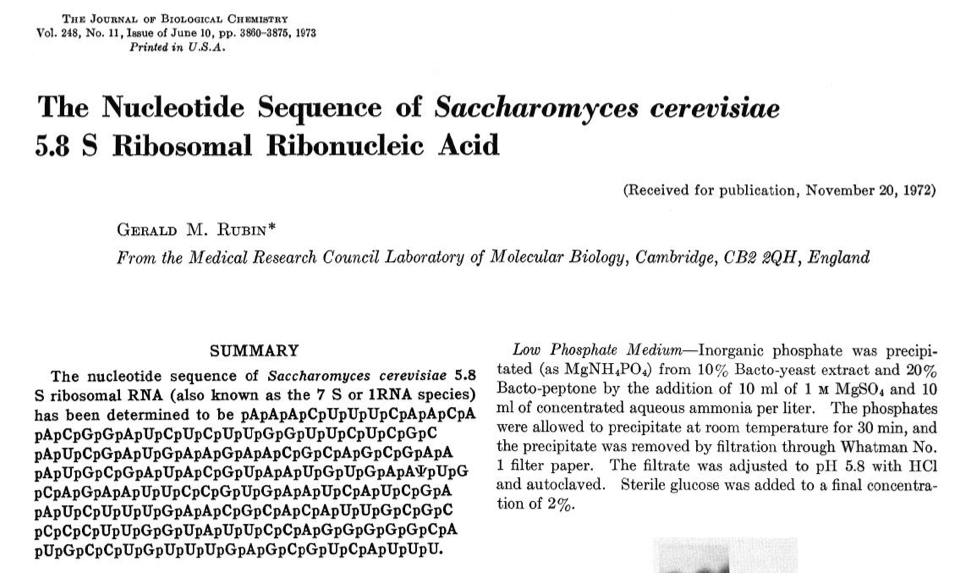 THE JOURNAL OF BIOLOGICAL CHEMISTRY
Vol. 248, No. 11, Issue of June 10, pp. 3860–3875, 1973
Printed in U.S.A.
The Nucleotide Sequence of Saccharomyces cerevisiae
5.8 S Ribosomal Ribonucleic Acid
(Received for publication, November 20, 1972)
GERALD M. RUBIN*
From the Medical Research Council Laboratory of Molecular Biology, Cambridge, CB2 2QH, England
SUMMARY
The nucleotide sequence of Saccharomyces cerevisiae 5.8
S ribosomal RNA (also known as the 7 S or 1RNA species)
has been determined to be pApApApCpUpUpUpCpApApCpA
pApCpGpGpApUpCpUpCpUpUpGpGpUpUpCpUpCpGpC
pApUpCpGpApUpGpApApGpApApCpGpCpApGpCpGpApA
pApUpGpCpGpApUpApCpGpUpApApUpGpUpGpApAΨpUpG
pCpApGpApApUpUpCpCpGpUpGpApApUpCpApUpCpGpA
pApUpCpUpUpUpGpApApCpGpCpApCpApUpUpGpCpGpC
pCpCpCpUpUpGpGpUpApUpUpCpCpApGpGpGpGpGpCpA
pUpGpCpCpUpGpUpUpUpGpApGpCpGpUpCpApUpUpU.
Low Phosphate Medium—Inorganic phosphate was precipi-
tated (as MgNH₄PO₄) from 10% Bacto-yeast extract and 20%
Bacto-peptone by the addition of 10 ml of 1 M MgSO₄ and 10
ml of concentrated aqueous ammonia per liter. The phosphates
were allowed to precipitate at room temperature for 30 min, and
the precipitate was removed by filtration through Whatman No.
1 filter paper. The filtrate was adjusted to pH 5.8 with HCl
and autoclaved. Sterile glucose was added to a final concentra-
tion of 2%.